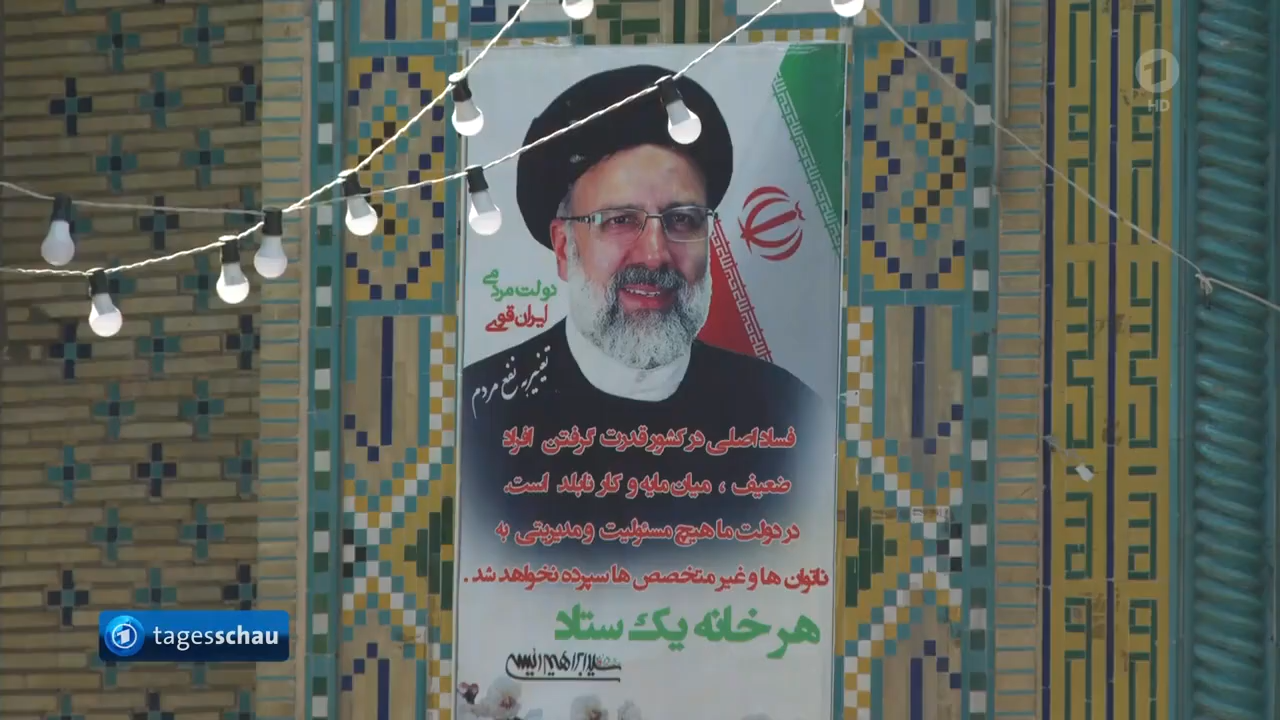 HD
دولت مردمی
ایران قوی
تغییر به نفع مردم
فساد اصلی در کشور قدرت گرفتن افراد
ضعیف ، میان مایه و کار نابلد است.
در دولت ما هیچ مسئولیت و مدیریتی به
ناتوان ها و غیر متخصص ها سپرده نخواهد شد .
هر خانه یک ستاد
سید ابراهیم رئیسی
1 tagesschau